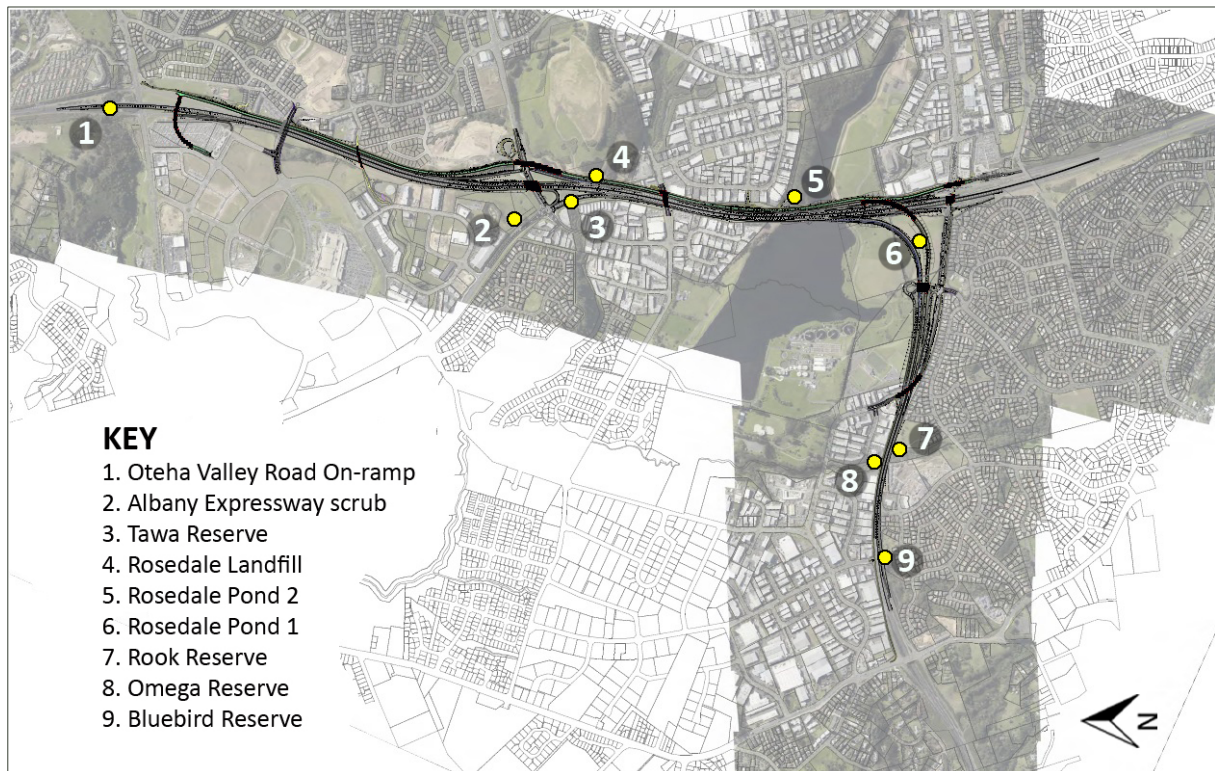 1
2
3
4
5
6
7
8
9
KEY
1. Oteha Valley Road On-ramp
2. Albany Expressway scrub
3. Tawa Reserve
4. Rosedale Landfill
5. Rosedale Pond 2
6. Rosedale Pond 1
7. Rook Reserve
8. Omega Reserve
9. Bluebird Reserve
N